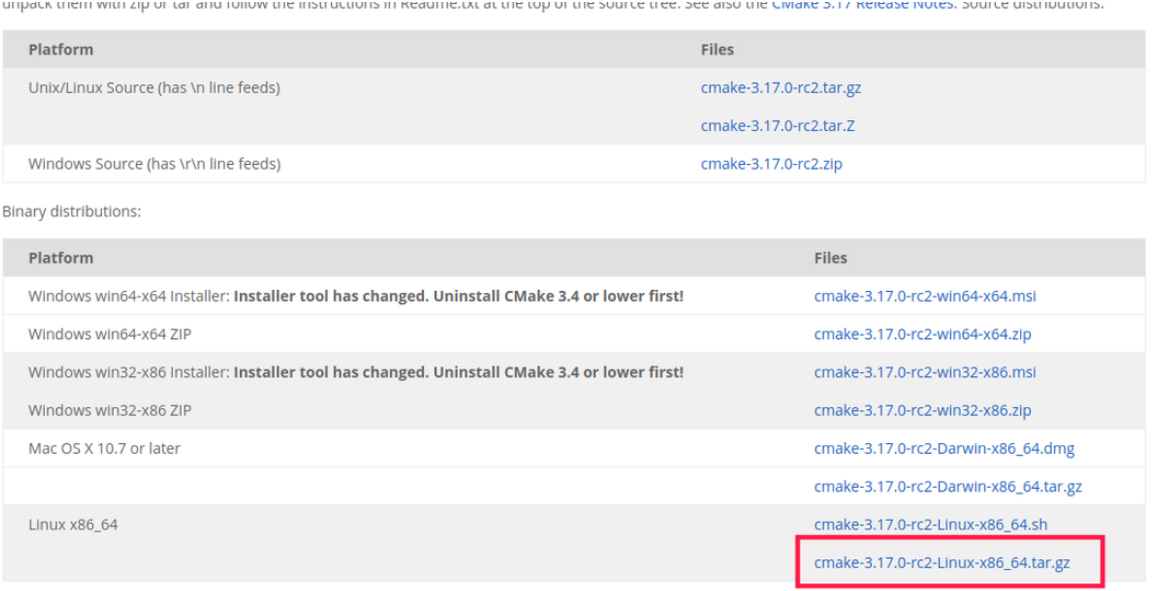 unpack them with zip or tar and follow the instructions in Readme.txt at the top of the source tree. See also the CMake 3.17 Release Notes. Source distributions:
Platform Files
Unix/Linux Source (has \n line feeds) cmake-3.17.0-rc2.tar.gz
cmake-3.17.0-rc2.tar.Z
Windows Source (has \r\n line feeds) cmake-3.17.0-rc2.zip
Binary distributions:
Platform Files
Windows win64-x64 Installer: Installer tool has changed. Uninstall CMake 3.4 or lower first! cmake-3.17.0-rc2-win64-x64.msi
Windows win64-x64 ZIP cmake-3.17.0-rc2-win64-x64.zip
Windows win32-x86 Installer: Installer tool has changed. Uninstall CMake 3.4 or lower first! cmake-3.17.0-rc2-win32-x86.msi
Windows win32-x86 ZIP cmake-3.17.0-rc2-win32-x86.zip
Mac OS X 10.7 or later cmake-3.17.0-rc2-Darwin-x86_64.dmg
cmake-3.17.0-rc2-Darwin-x86_64.tar.gz
Linux x86_64 cmake-3.17.0-rc2-Linux-x86_64.sh
cmake-3.17.0-rc2-Linux-x86_64.tar.gz